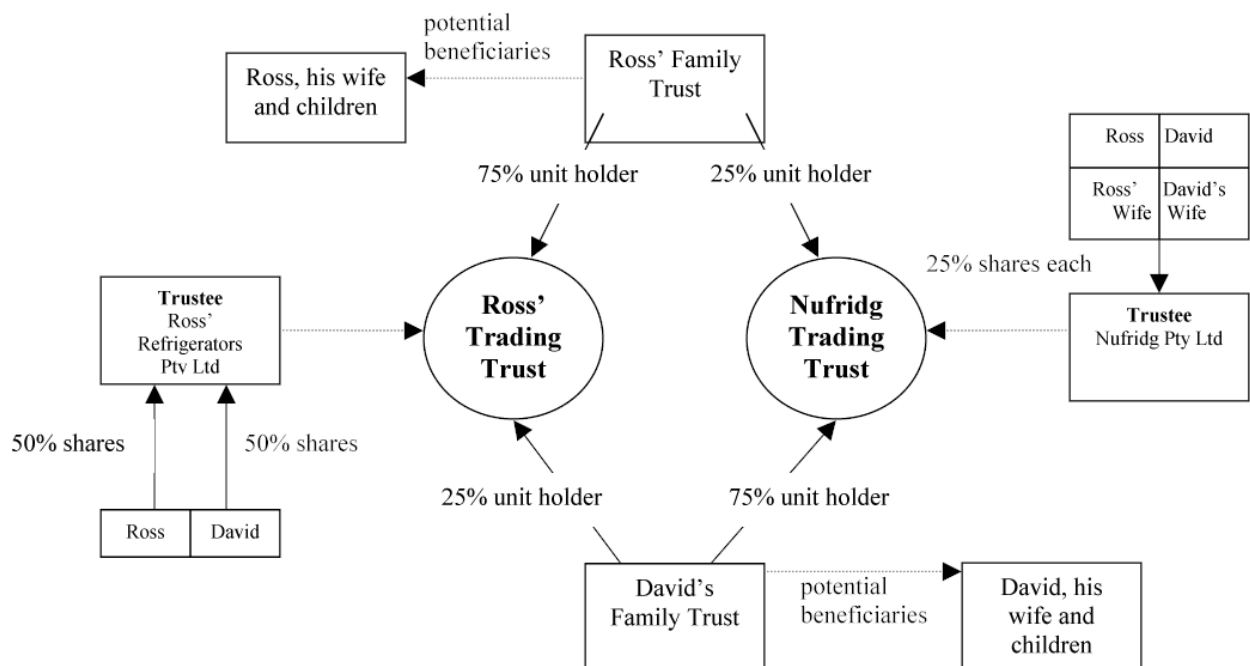 potential
beneficiaries
Ross’ Family
Trust
Ross, his wife
and children
75% unit holder
25% unit holder
Ross
David
Ross’
Wife
David’s
Wife
25% shares each
Trustee
Ross’
Refrigerators
Pty Ltd
Ross’
Trading
Trust
Nufridg
Trading
Trust
Trustee
Nufridg Pty Ltd
50% shares
50% shares
25% unit holder
75% unit holder
Ross
David
David’s
Family Trust
potential
beneficiaries
David, his
wife and
children